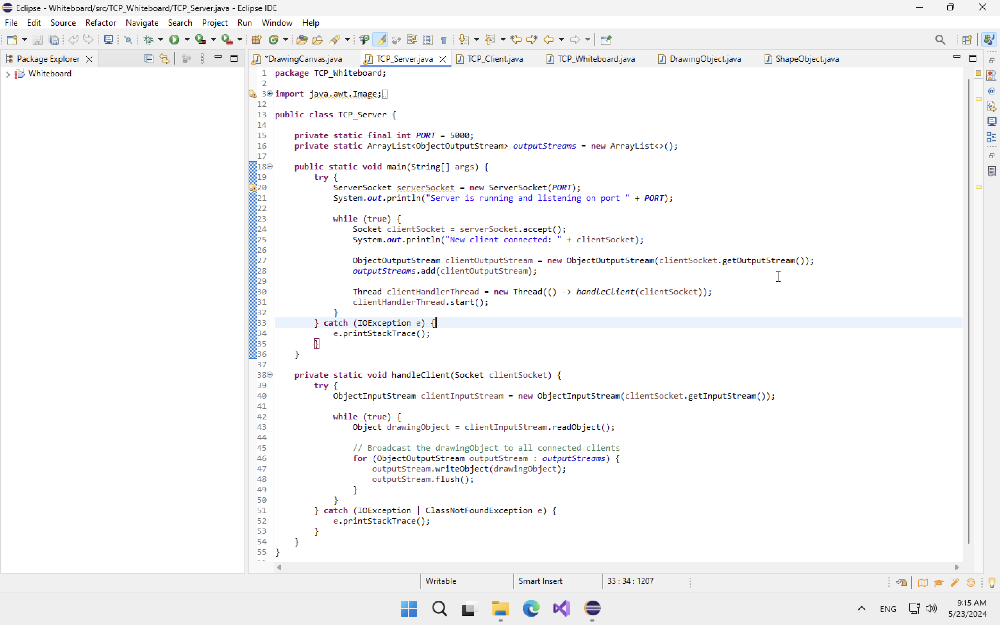 Eclipse - Whiteboard/src/TCP_Whiteboard/TCP_Server.java - Eclipse IDE
File Edit Source Refactor Navigate Search Project Run Window Help
Package Explorer
*DrawingCanvas.java TCP_Server.java TCP_Client.java TCP_Whiteboard.java DrawingObject.java ShapeObject.java
Whiteboard
1 package TCP_Whiteboard;
2
3 import java.awt.Image;
12
13 public class TCP_Server {
14
15 private static final int PORT = 5000;
16 private static ArrayList<ObjectOutputStream> outputStreams = new ArrayList<>();
17
18 public static void main(String[] args) {
19 try {
20 ServerSocket serverSocket = new ServerSocket(PORT);
21 System.out.println("Server is running and listening on port " + PORT);
22
23 while (true) {
24 Socket clientSocket = serverSocket.accept();
25 System.out.println("New client connected: " + clientSocket);
26
27 ObjectOutputStream clientOutputStream = new ObjectOutputStream(clientSocket.getOutputStream());
28 outputStreams.add(clientOutputStream);
29
30 Thread clientHandlerThread = new Thread(() -> handleClient(clientSocket));
31 clientHandlerThread.start();
32 }
33 } catch (IOException e) {
34 e.printStackTrace();
35 }
36 }
37
38 private static void handleClient(Socket clientSocket) {
39 try {
40 ObjectInputStream clientInputStream = new ObjectInputStream(clientSocket.getInputStream());
41
42 while (true) {
43 Object drawingObject = clientInputStream.readObject();
44
45 // Broadcast the drawingObject to all connected clients
46 for (ObjectOutputStream outputStream : outputStreams) {
47 outputStream.writeObject(drawingObject);
48 outputStream.flush();
49 }
50 }
51 } catch (IOException | ClassNotFoundException e) {
52 e.printStackTrace();
53 }
54 }
55 }
Writable Smart Insert 33 : 34 : 1207
ENG 9:15 AM
5/23/2024